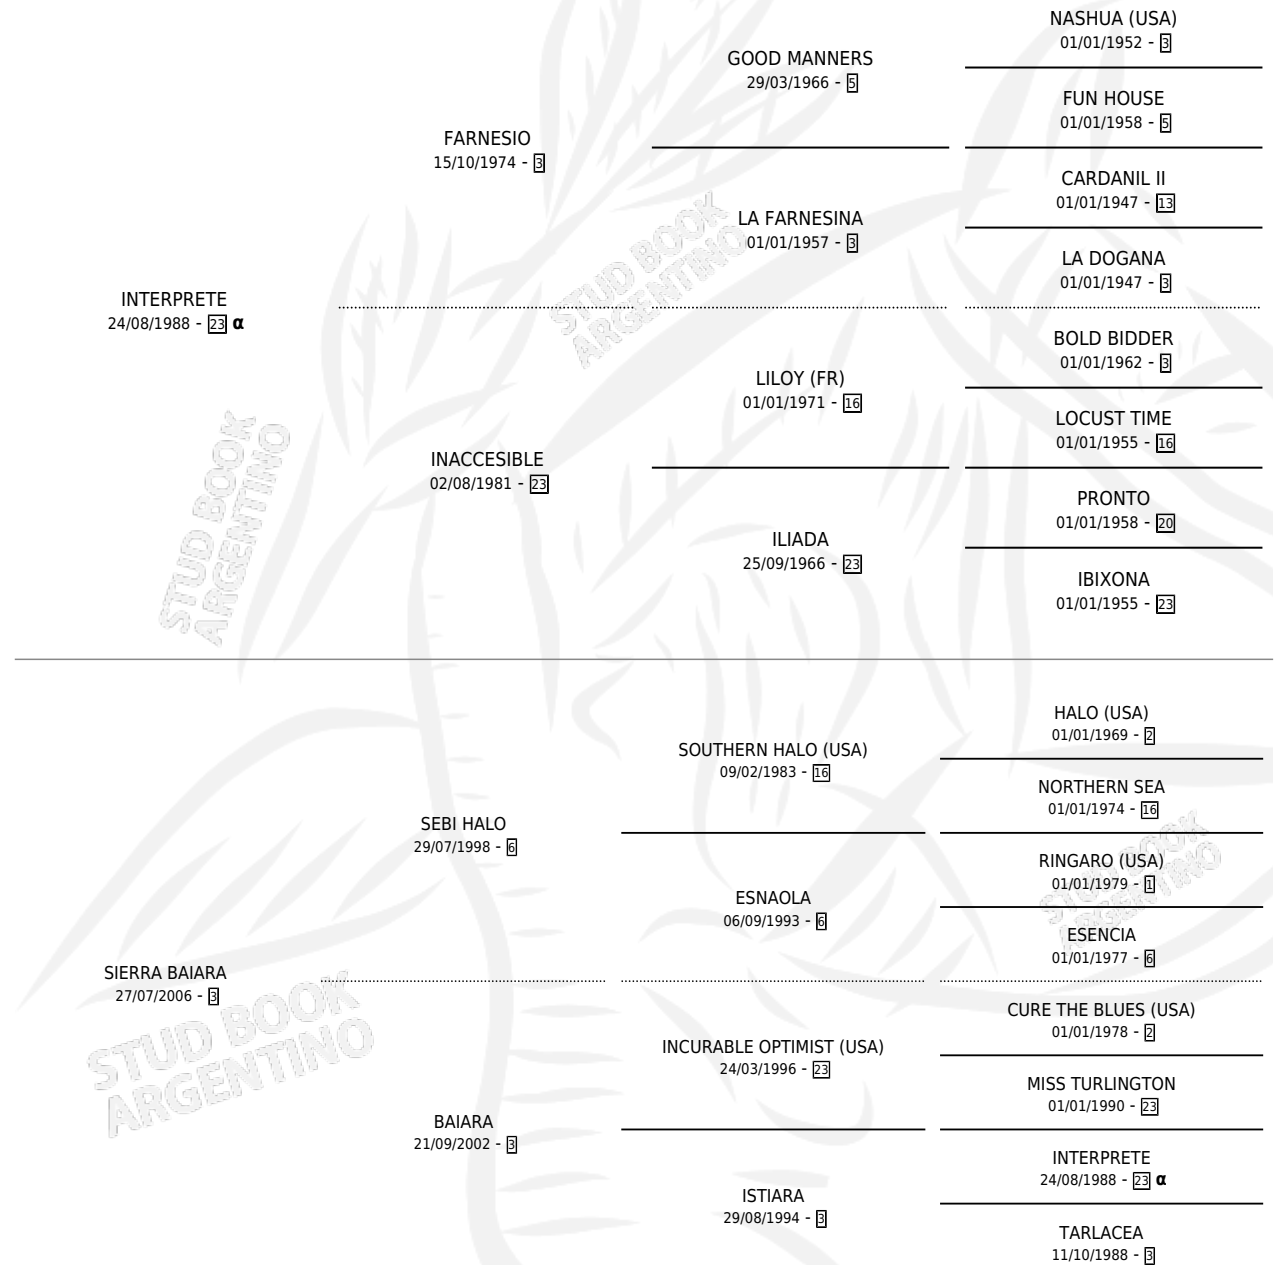 NASHUA (USA)
01/01/1952 - 3
GOOD MANNERS
29/03/1966 - 5
FUN HOUSE
01/01/1958 - 5
FARNESIO
15/10/1974 - 3
CARDANIL II
01/01/1947 - 13
LA FARNESINA
01/01/1957 - 3
LA DOGANA
01/01/1947 - 3
INTERPRETE
24/08/1988 - 23 α
BOLD BIDDER
01/01/1962 - 3
LILOY (FR)
01/01/1971 - 16
LOCUST TIME
01/01/1955 - 16
INACCESIBLE
02/08/1981 - 23
PRONTO
01/01/1958 - 20
ILIADA
25/09/1966 - 23
IBIXONA
01/01/1955 - 23
HALO (USA)
01/01/1969 - 2
SOUTHERN HALO (USA)
09/02/1983 - 16
NORTHERN SEA
01/01/1974 - 16
SEBI HALO
29/07/1998 - 6
RINGARO (USA)
01/01/1979 - 1
ESNAOLA
06/09/1993 - 6
ESENCIA
01/01/1977 - 6
SIERRA BAIARA
27/07/2006 - 3
CURE THE BLUES (USA)
01/01/1978 - 2
INCURABLE OPTIMIST (USA)
24/03/1996 - 23
MISS TURLINGTON
01/01/1990 - 23
BAIARA
21/09/2002 - 3
INTERPRETE
24/08/1988 - 23 α
ISTIARA
29/08/1994 - 3
TARLACEA
11/10/1988 - 3
STUD BOOK
ARGENTINO
STUD BOOK
ARGENTINO
STUD BOOK
ARGENTINO
STUD BOOK
ARGENTINO